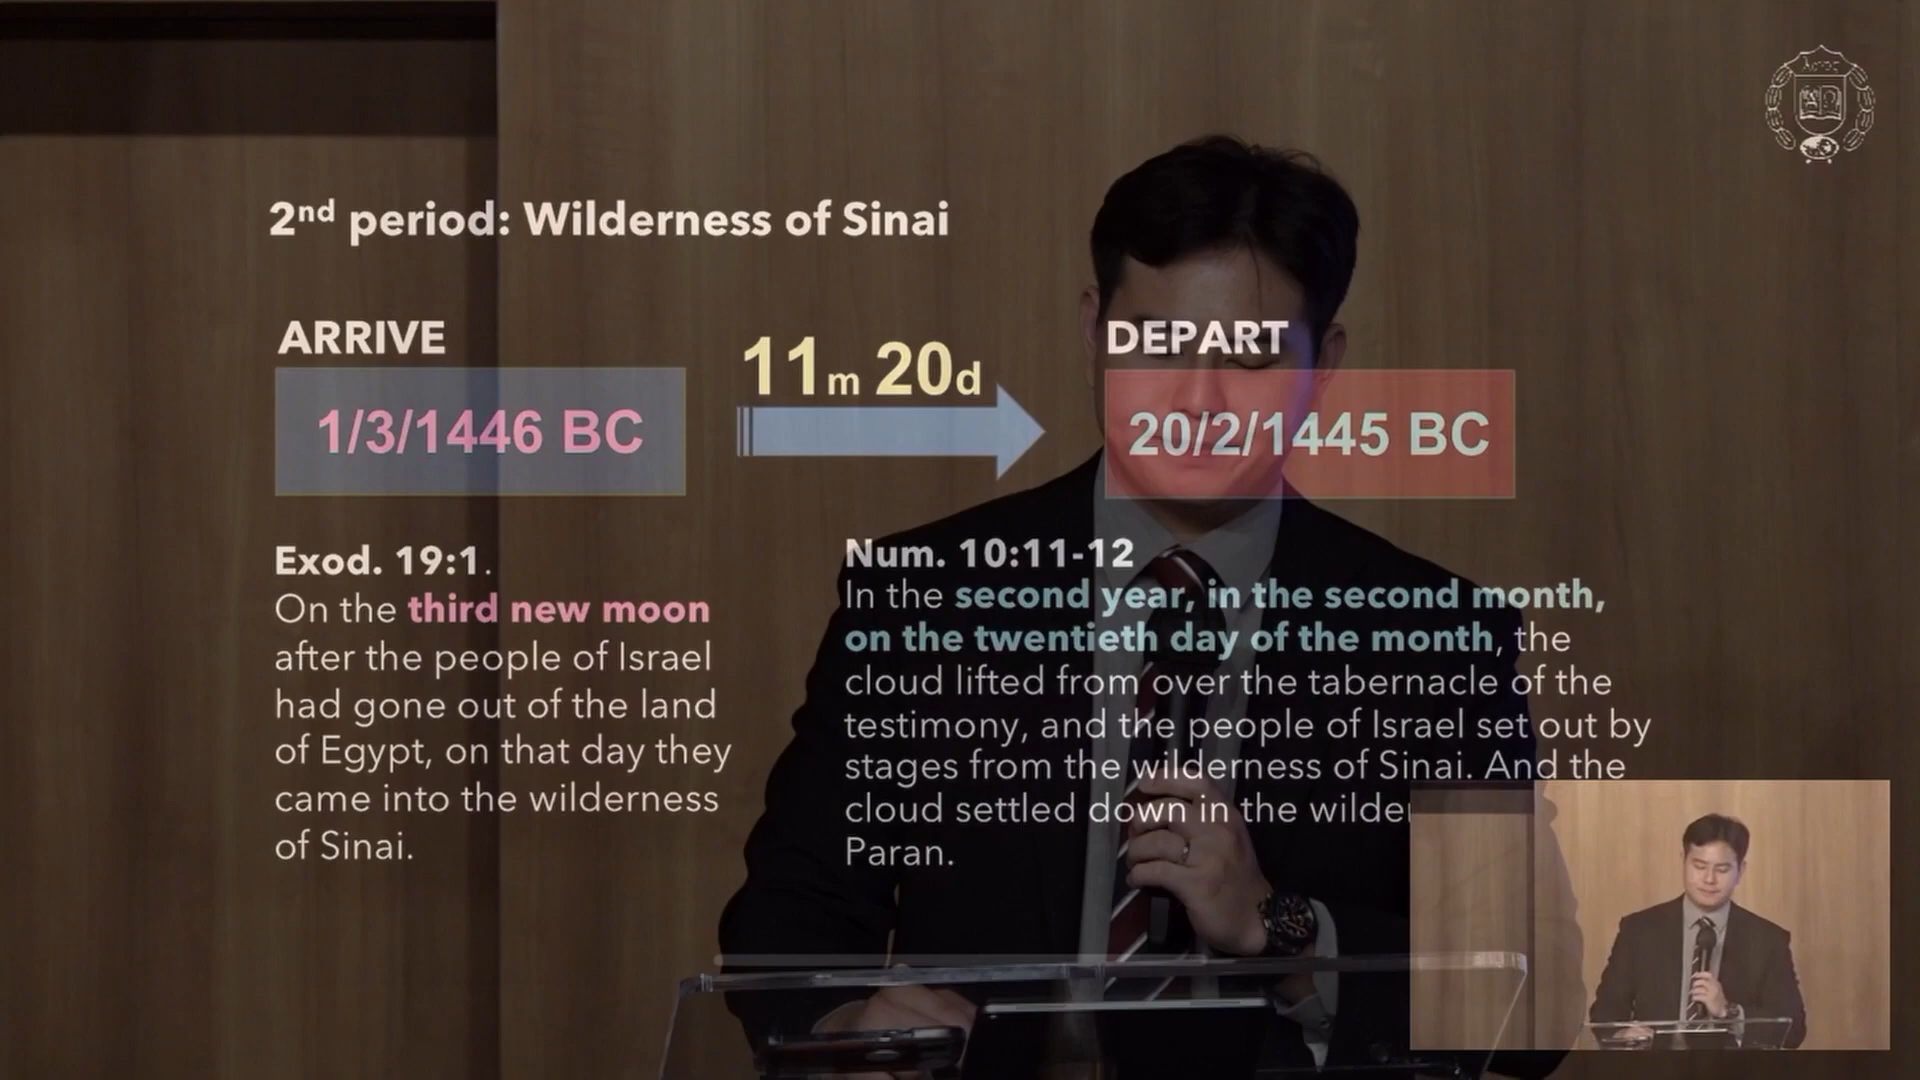 2nd period: Wilderness of Sinai
ARRIVE
11m 20d
DEPART
1/3/1446 BC
20/2/1445 BC
Exod. 19:1.
On the third new moon
after the people of Israel
had gone out of the land
of Egypt, on that day they
came into the wilderness
of Sinai.
Num. 10:11-12
In the second year, in the second month,
on the twentieth day of the month, the
cloud lifted from over the tabernacle of the
testimony, and the people of Israel set out by
stages from the wilderness of Sinai. And the
cloud settled down in the wilder
Paran.